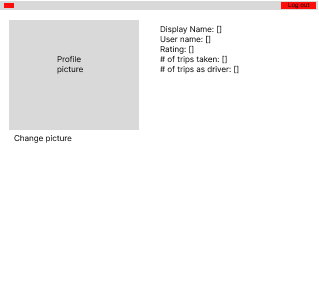 Log out
Profile
picture
Display Name: []
User name: []
Rating: []
# of trips taken: []
# of trips as driver: []
Change picture